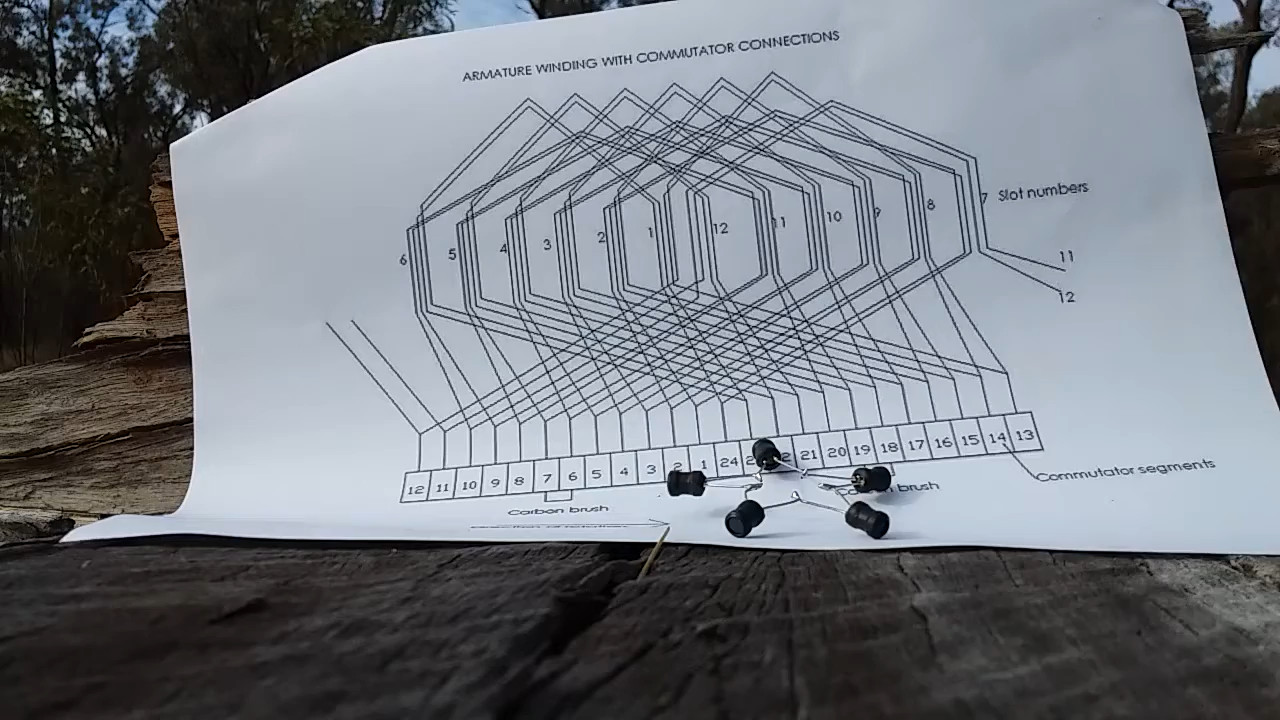 ARMATURE WINDING WITH COMMUTATOR CONNECTIONS
7 Slot numbers
6 5 4 3 2 1 12 11 10 9 8
11
12
12 11 10 9 8 7 6 5 4 3 2 1 24 21 20 19 18 17 16 15 14 13
Commutator segments
Carbon brush
brush